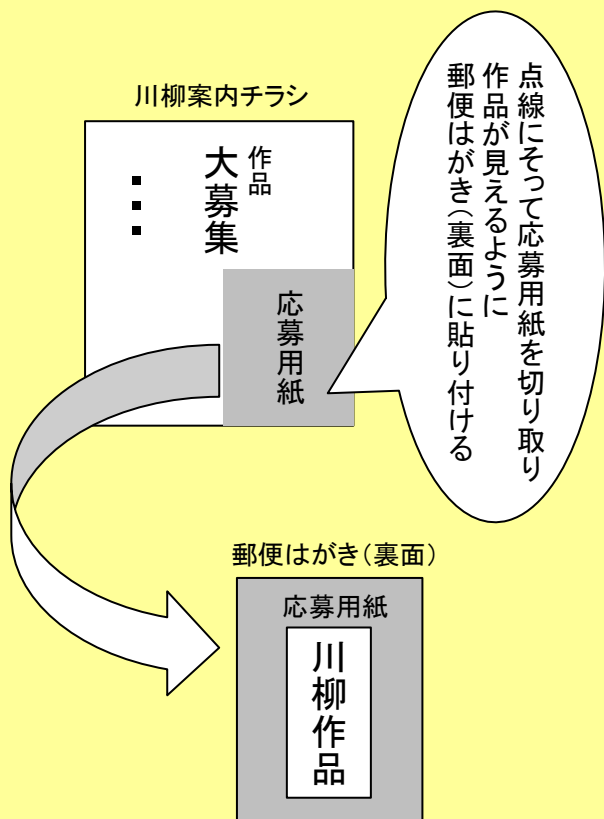 川柳案内チラシ
作品
大募集
応募用紙
点線にそって応募用紙を切り取り
作品が見えるように
郵便はがき(裏面)に貼り付ける
郵便はがき(裏面)
応募用紙
川柳作品